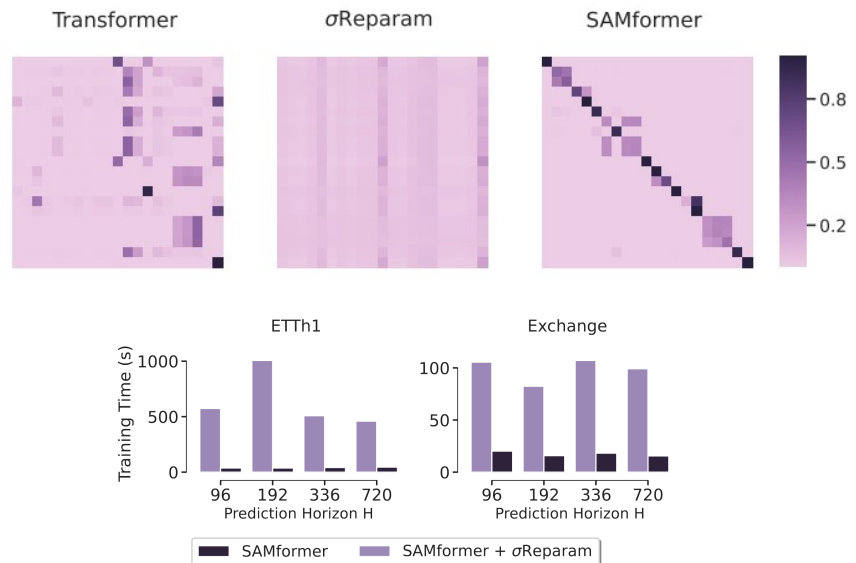 Transformer
σReparam
SAMformer
0.8
0.5
0.2
ETTh1
Exchange
Training Time (s)
1000
500
0
100
50
0
96 192 336 720
96 192 336 720
Prediction Horizon H
Prediction Horizon H
SAMformer
SAMformer + σReparam